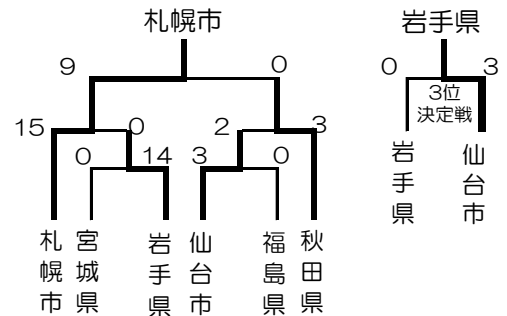 札幌市 岩手県
9 0 0 3
3位
決定戦
15 0 2 3
0 14 3 0
岩手県
仙台市
札幌市
宮城県
岩手県
仙台市
福島県
秋田県